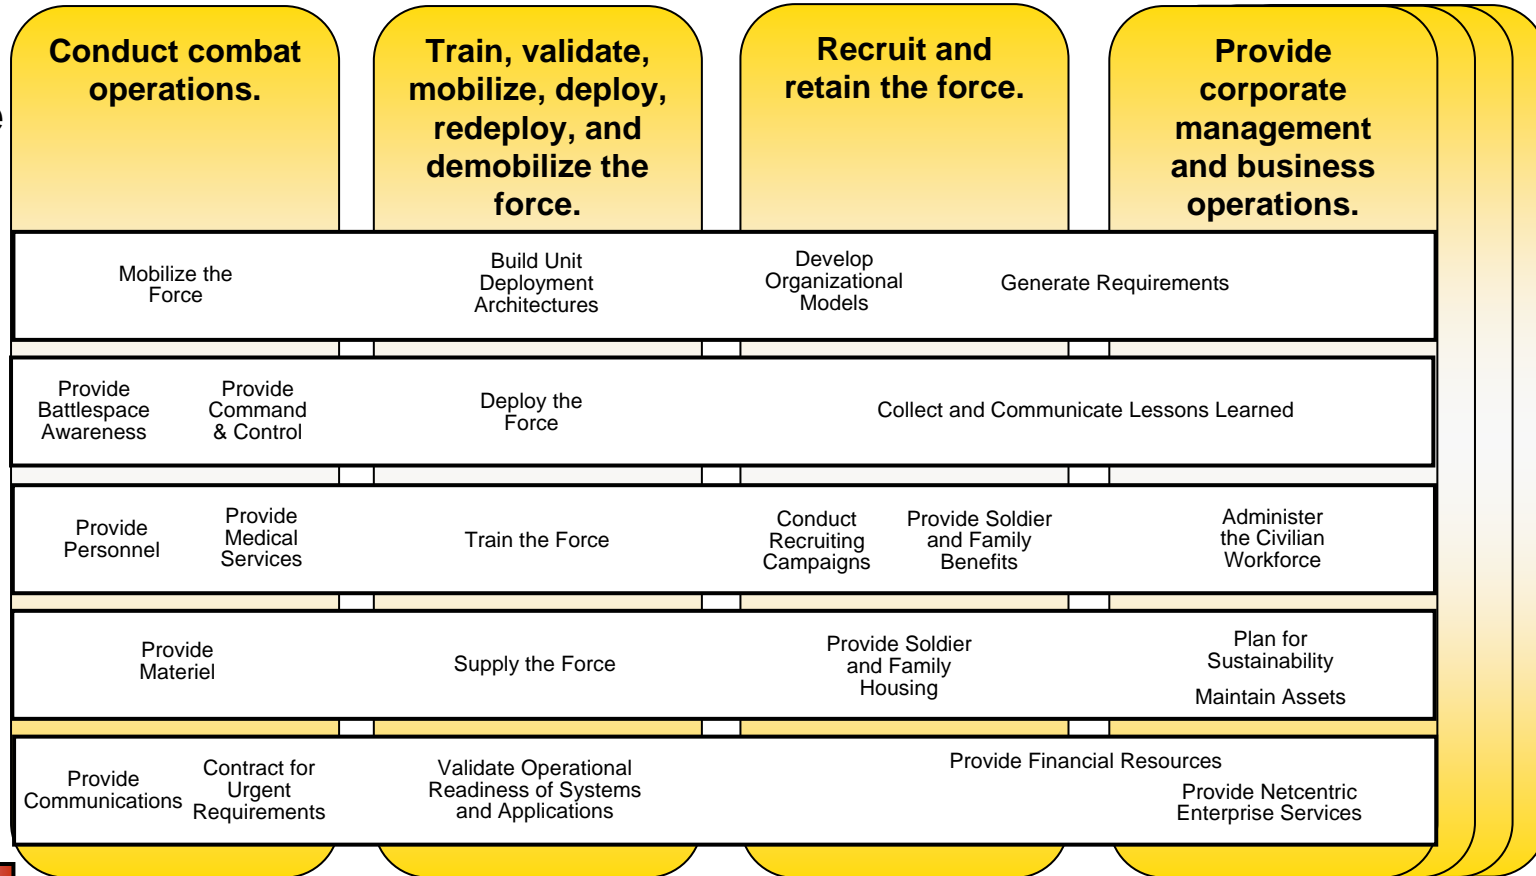 Conduct combat
operations.
Train, validate,
mobilize, deploy,
redeploy, and
demobilize the
force.
Recruit and
retain the force.
Provide
corporate
management
and business
operations.
Mobilize the
Force
Build Unit
Deployment
Architectures
Develop
Organizational
Models
Generate Requirements
Provide
Battlespace
Awareness
Provide
Command
& Control
Deploy the
Force
Collect and Communicate Lessons Learned
Provide
Personnel
Provide
Medical
Services
Train the Force
Conduct
Recruiting
Campaigns
Provide Soldier
and Family
Benefits
Administer
the Civilian
Workforce
Provide
Materiel
Supply the Force
Provide Soldier
and Family
Housing
Plan for
Sustainability
Maintain Assets
Provide
Communications
Contract for
Urgent
Requirements
Validate Operational
Readiness of Systems
and Applications
Provide Financial Resources
Provide Netcentric
Enterprise Services